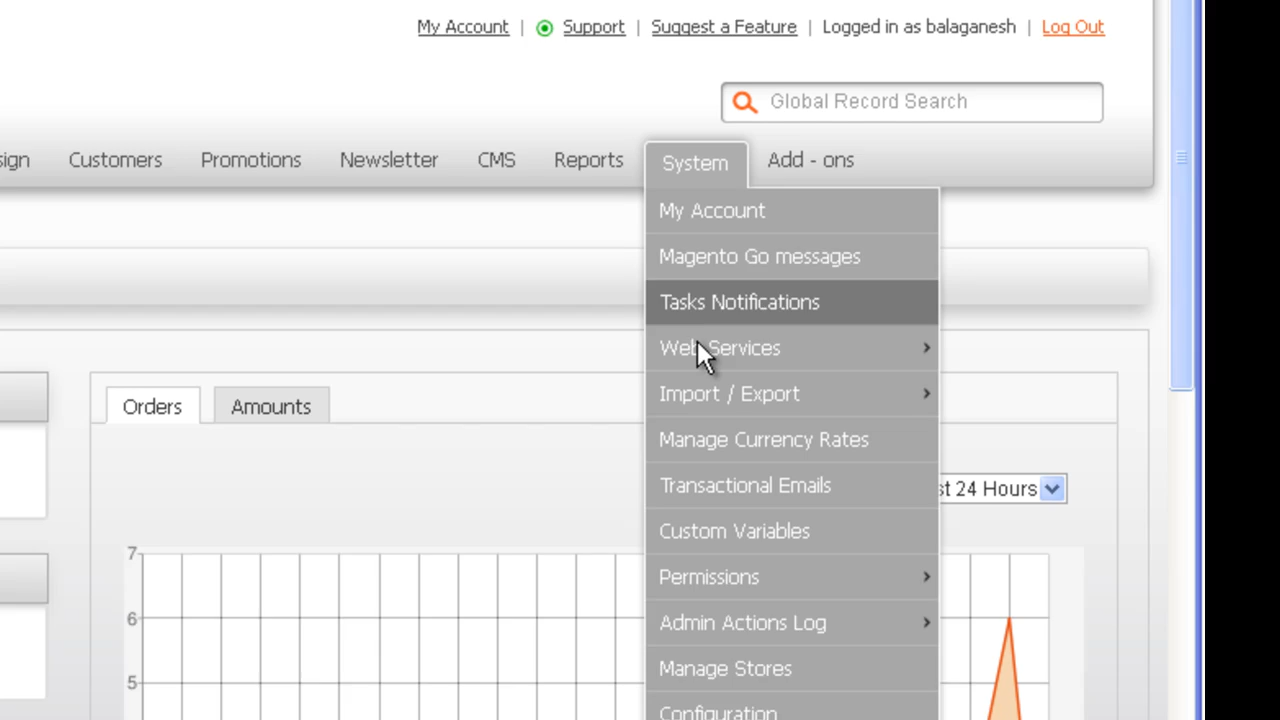 My Account | Support | Suggest a Feature | Logged in as balaganesh | Log Out
Global Record Search
sign Customers Promotions Newsletter CMS Reports System Add - ons
My Account
Magento Go messages
Tasks Notifications
Web Services
Import / Export
Orders Amounts
Manage Currency Rates
Transactional Emails
st 24 Hours
Custom Variables
7
Permissions
6
Admin Actions Log
Manage Stores
5
Configuration